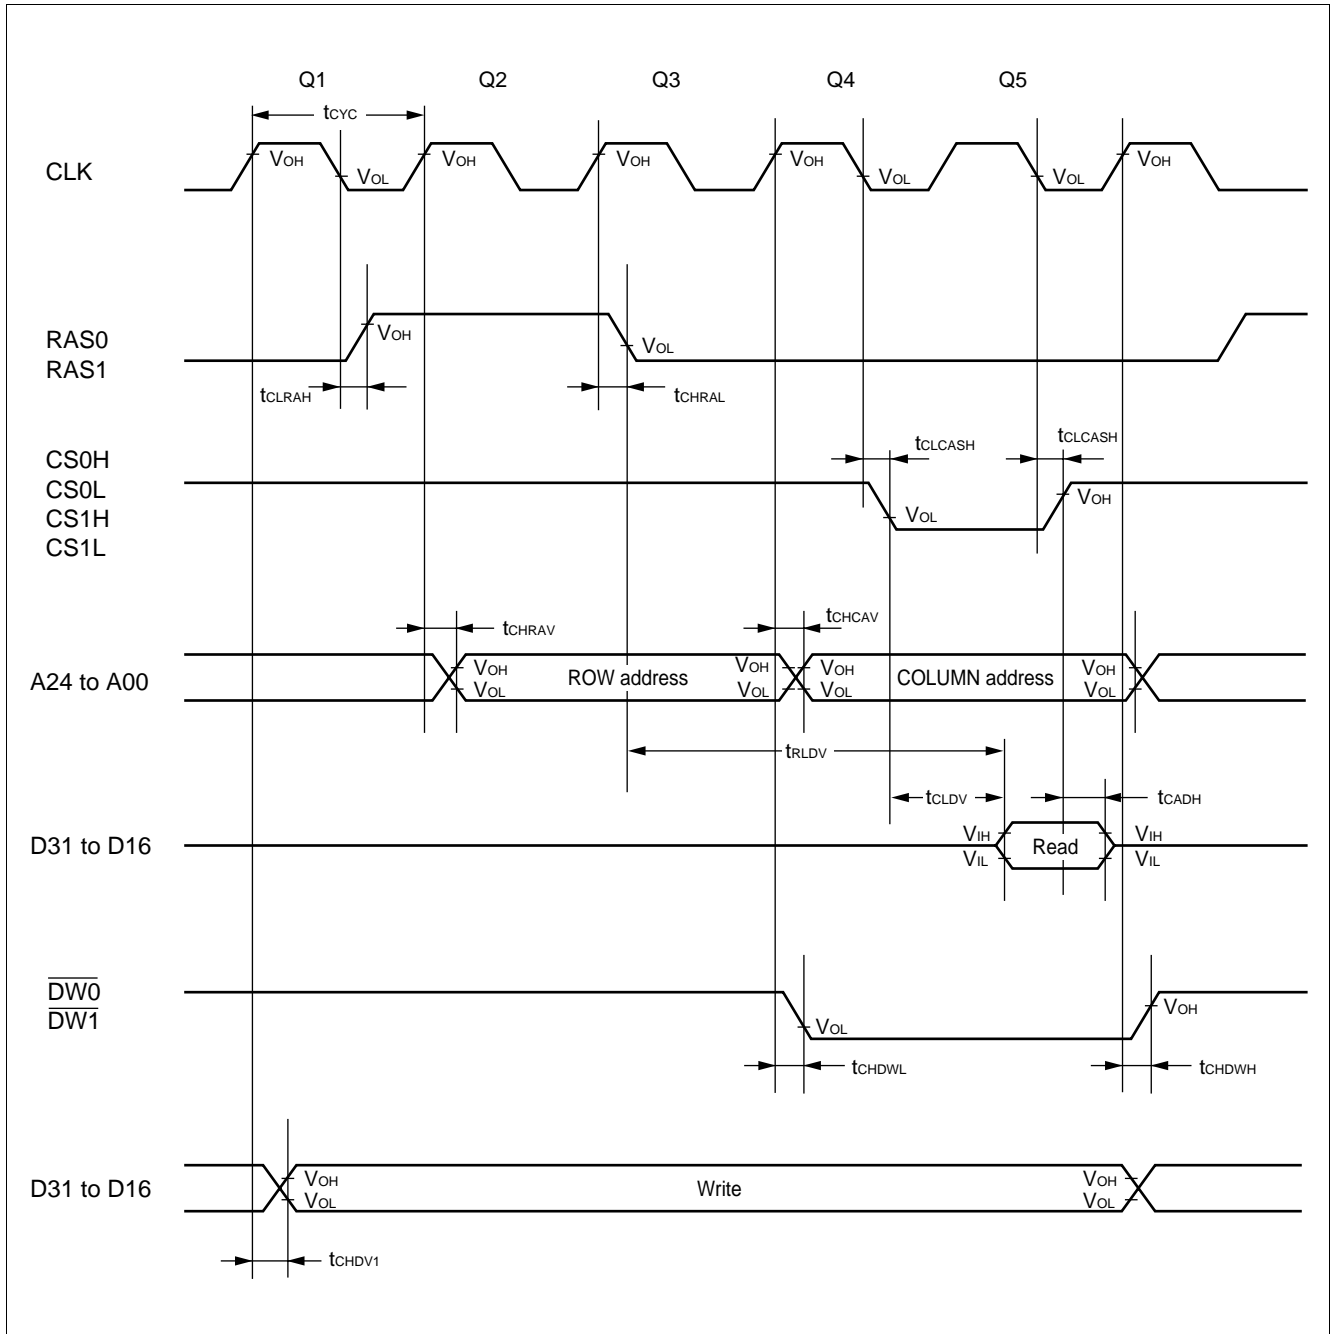 Q1 Q2 Q3 Q4 Q5
tCYC
CLK VOH VOL VOH VOH VOH VOL VOL VOH
RAS0 VOH VOL
RAS1
tCLRAH tCHRAL
CS0H tCLCASH tCLCASH
CS0L VOH
CS1H VOL
CS1L
tCHRAV tCHCAV
A24 to A00 VOH ROW address VOH VOH COLUMN address VOH
VOL VOL VOL VOL
tRLDV
tCLDV tCADH
D31 to D16 VIH Read VIH
VIL VIL
DW0 VOH
DW1 VOL
tCHDWL tCHDWH
D31 to D16 VOH Write VOH
VOL VOL
tCHDV1